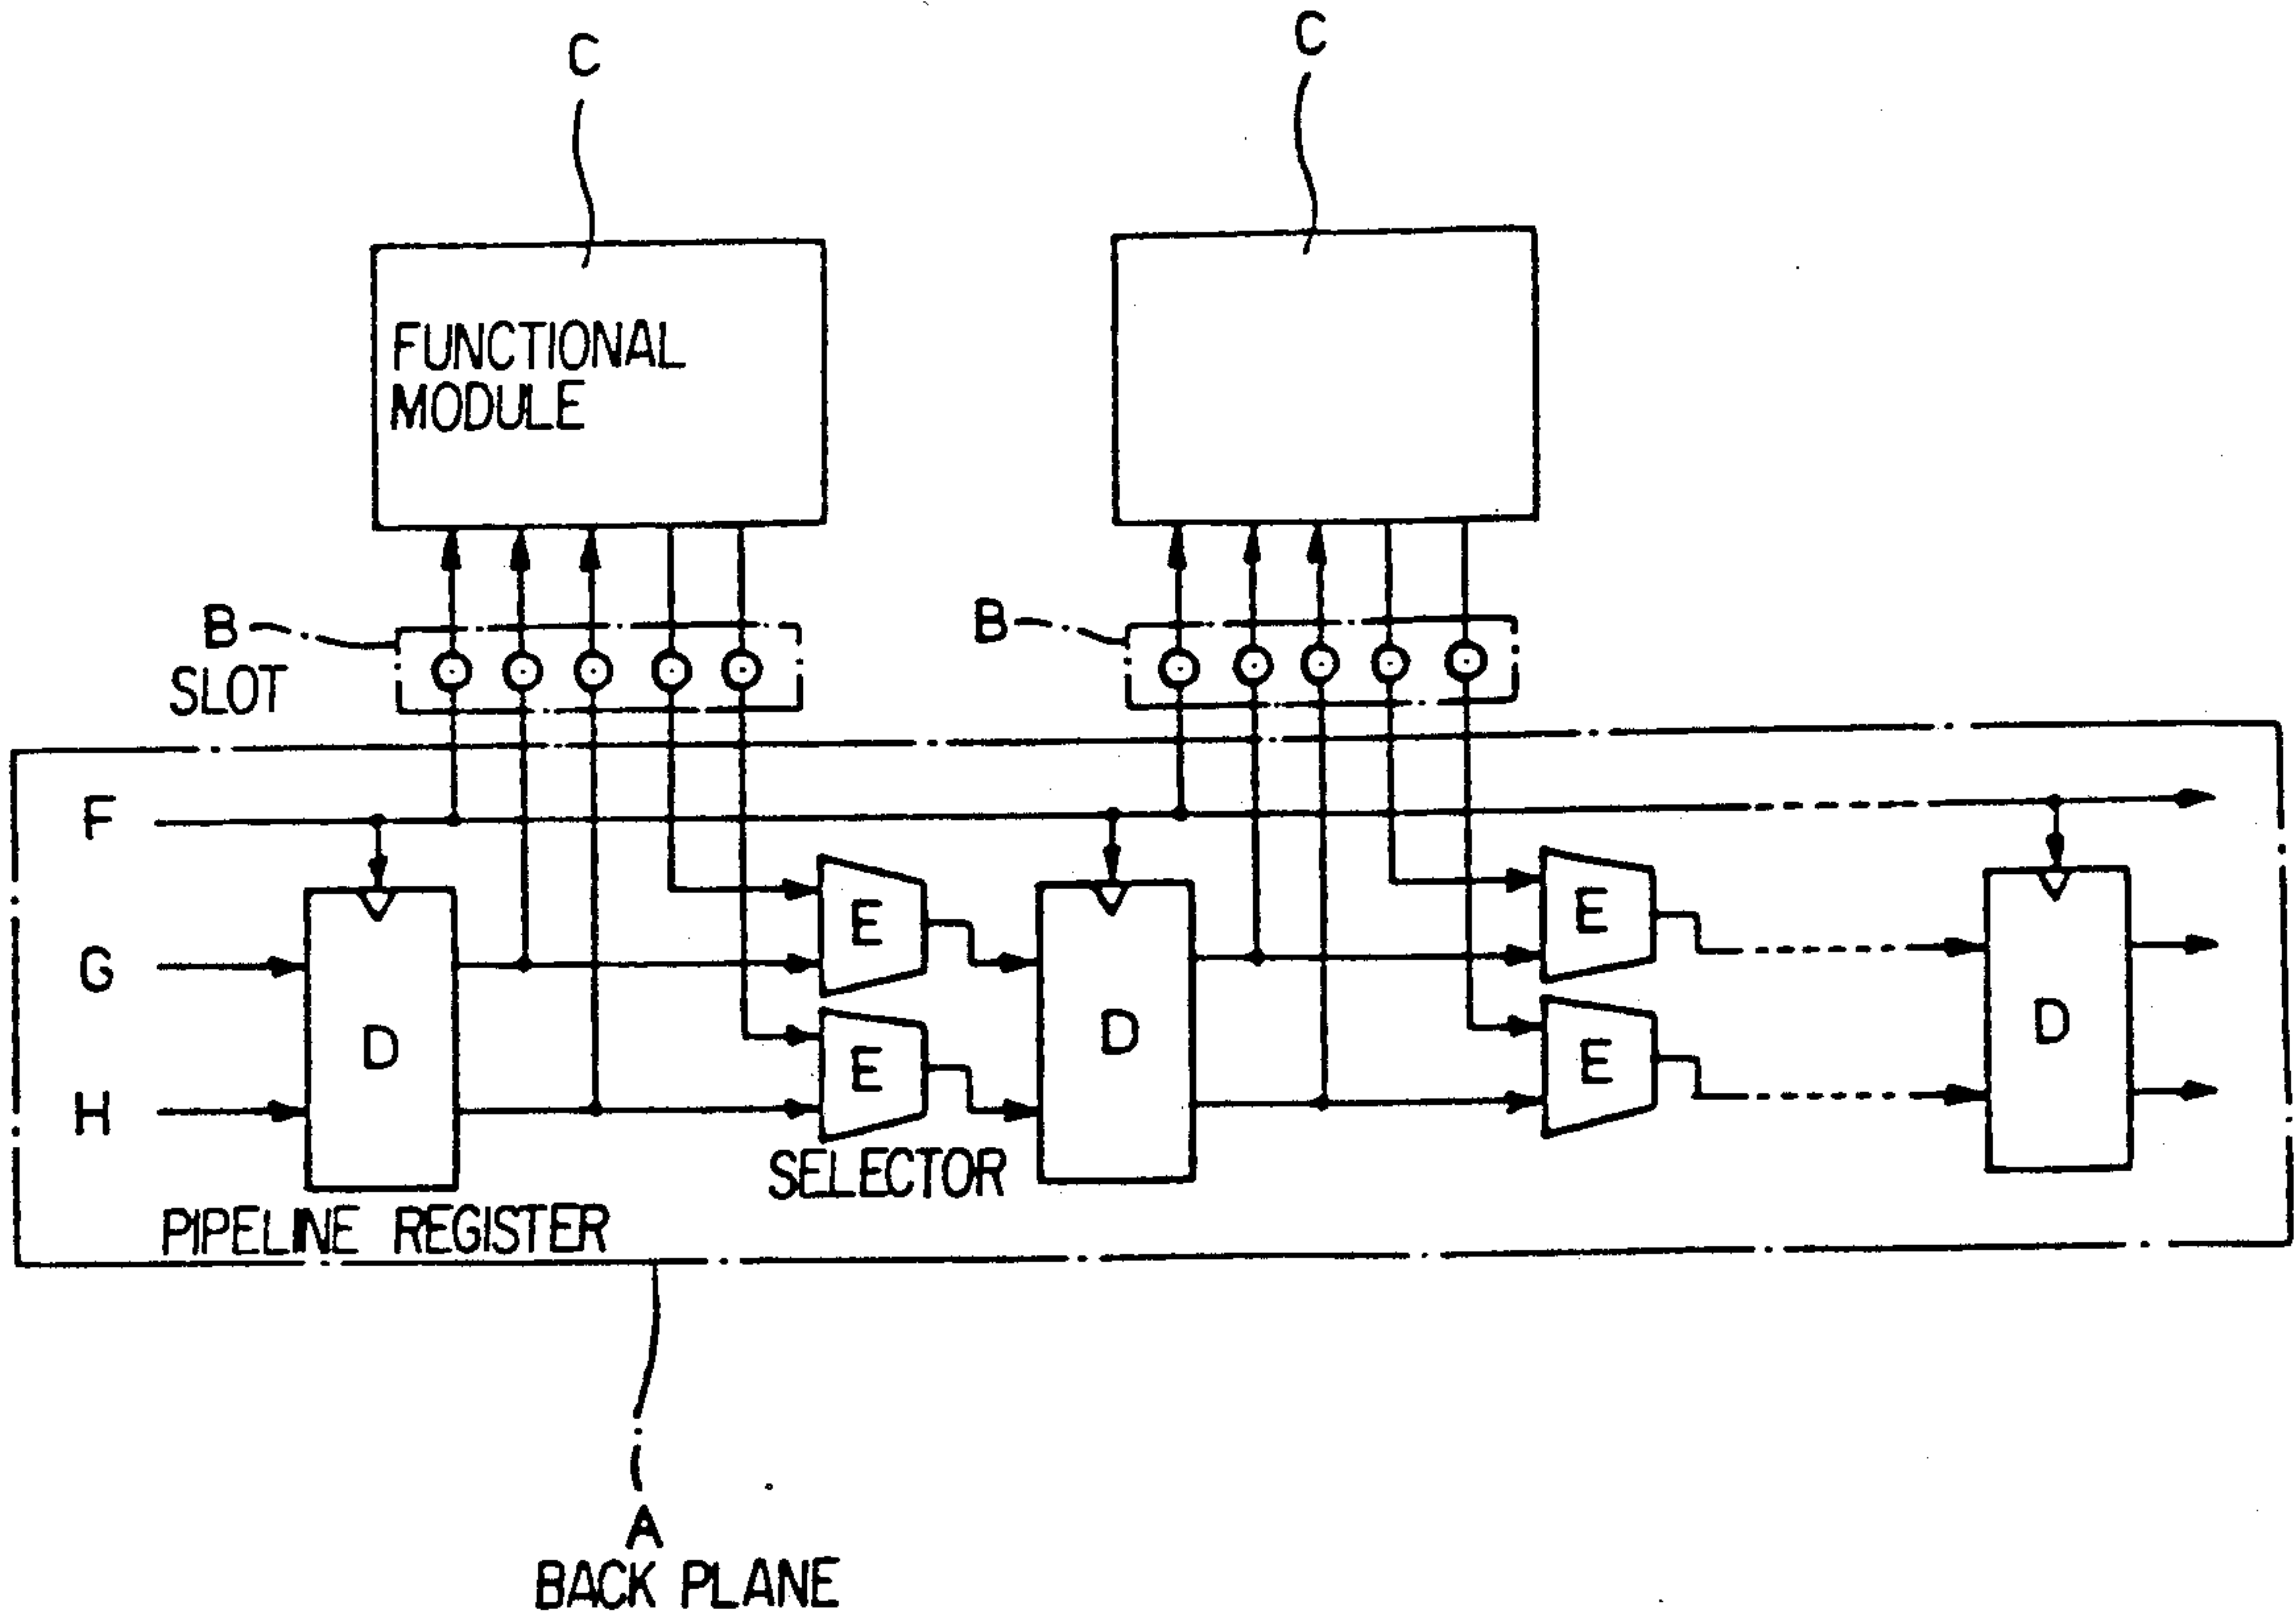 C
C
FUNCTIONAL
MODULE
B
SLOT
B
F
G
H
E
E
E
E
D
D
D
SELECTOR
PIPELINE REGISTER
A
BACK PLANE